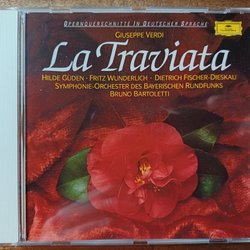 OPERNQUERSCHNITTE IN DEUTSCHER SPRACHE
GIUSEPPE VERDI
La Traviata
HILDE GÜDEN · FRITZ WUNDERLICH · DIETRICH FISCHER-DIESKAU
SYMPHONIE-ORCHESTER DES BAYERISCHEN RUNDFUNKS
BRUNO BARTOLETTI